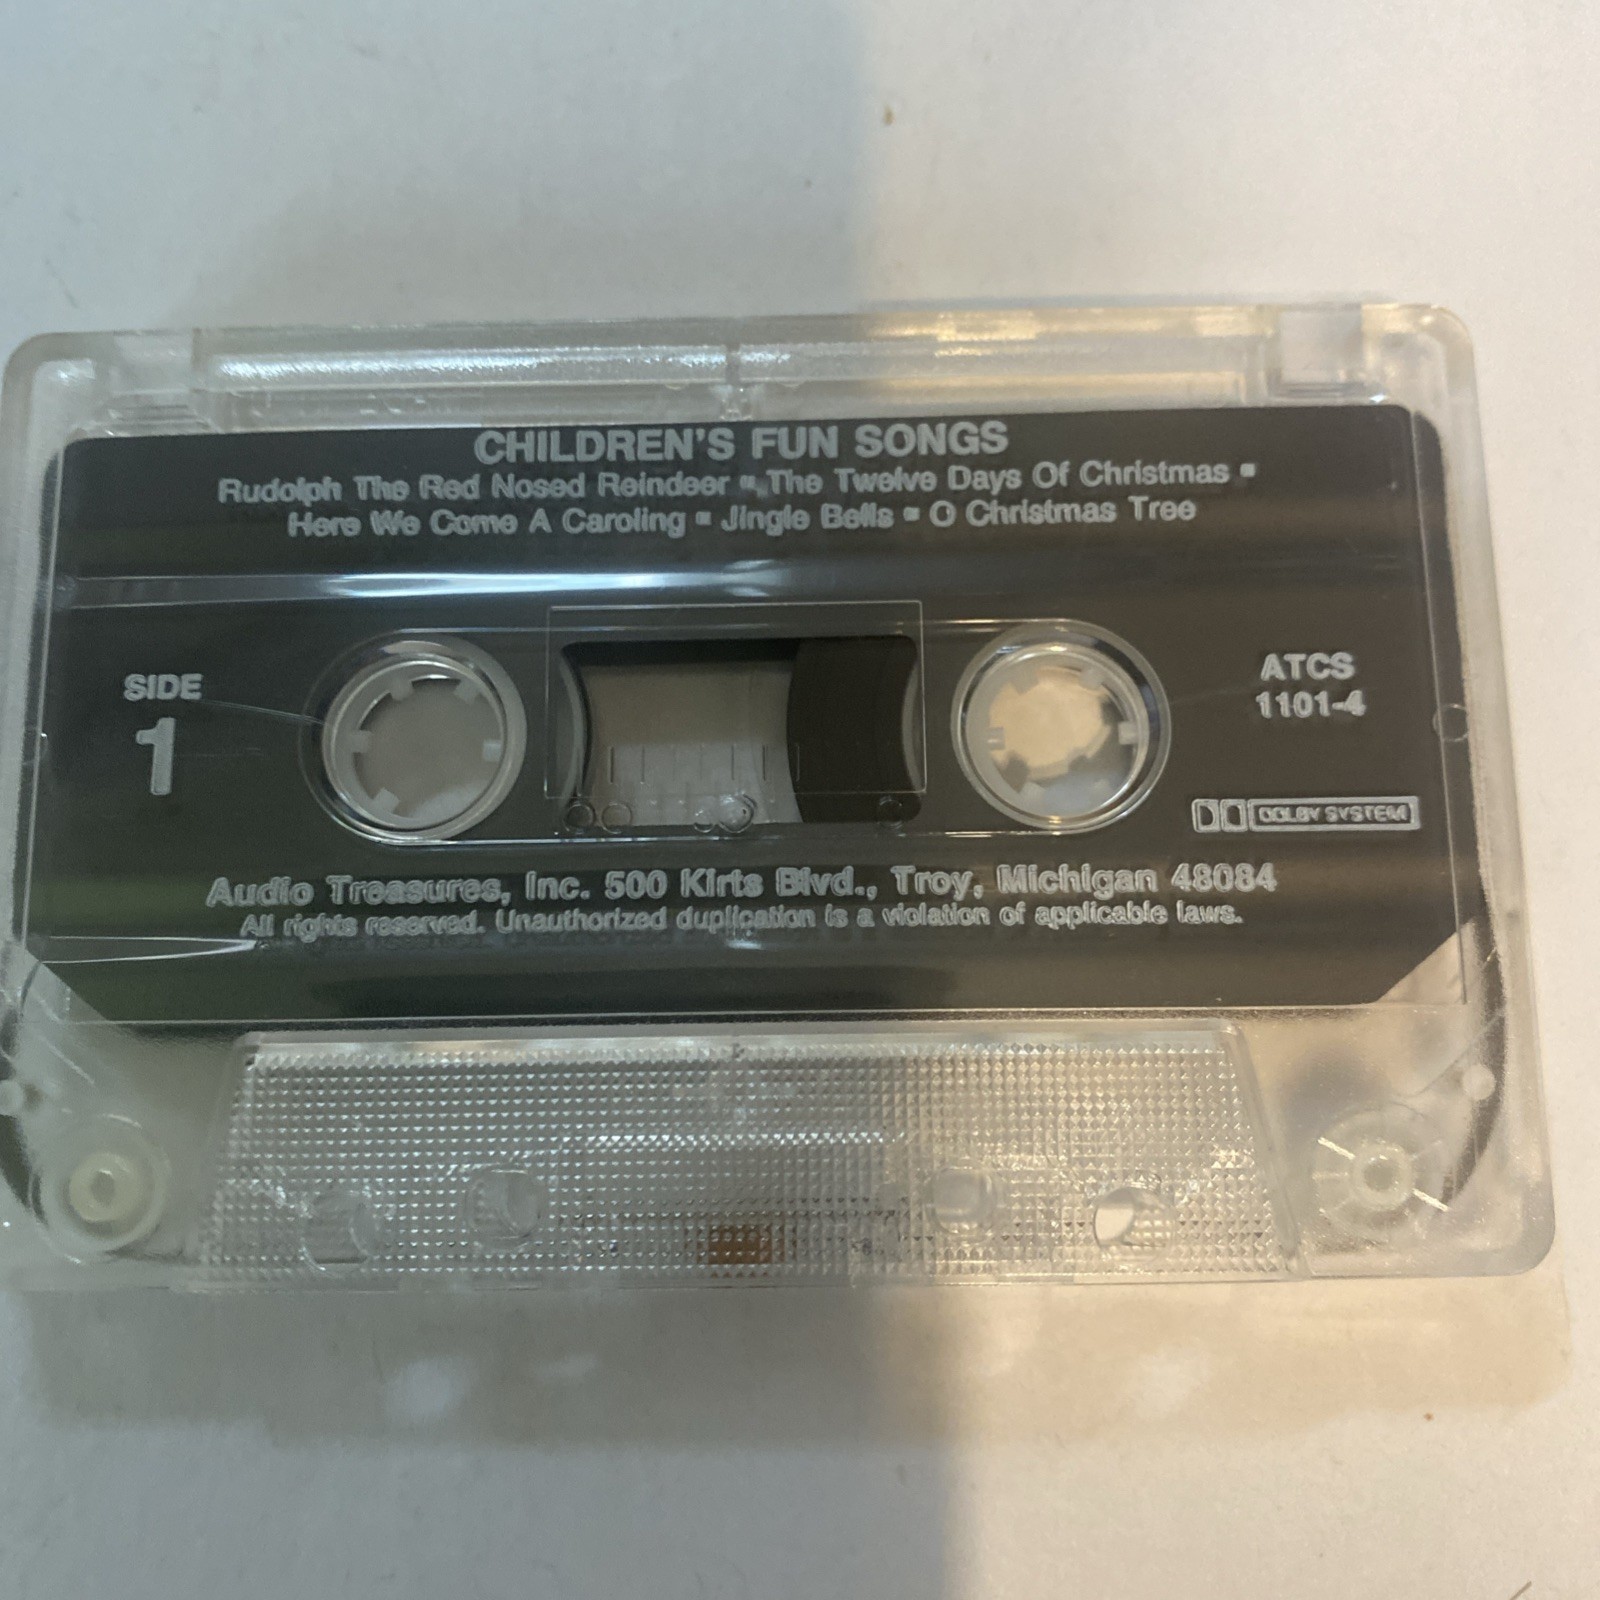 CHILDREN'S FUN SONGS
Rudolph The Red Nosed Reindeer ▪ The Twelve Days Of Christmas ▪
Here We Come A Caroling ▪ Jingle Bells ▪ O Christmas Tree
SIDE
1
ATCS
1101-4
DOLBY SYSTEM
Audio Treasures, Inc. 500 Kirts Blvd., Troy, Michigan 48084
All rights reserved. Unauthorized duplication is a violation of applicable laws.